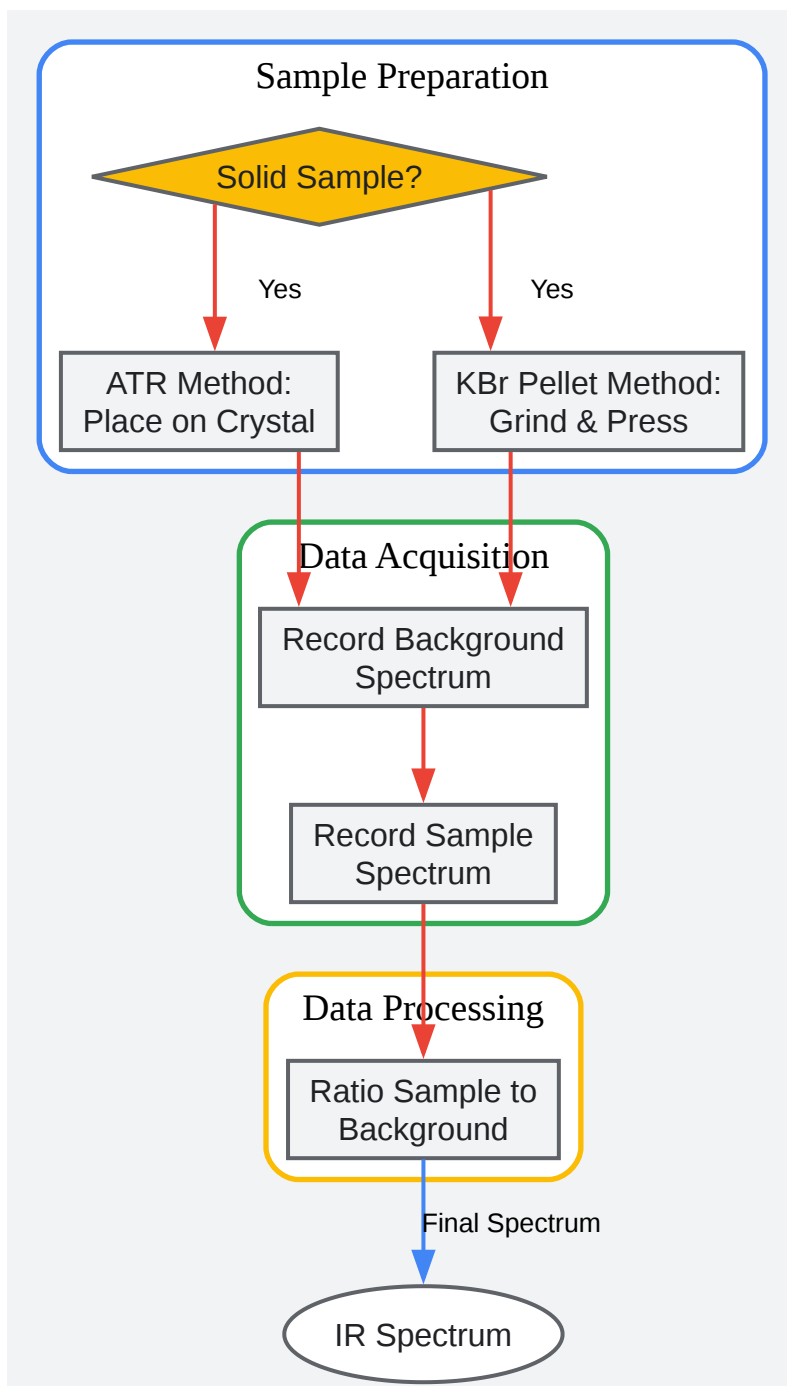 Sample Preparation
Solid Sample?
Yes
Yes
ATR Method:
Place on Crystal
KBr Pellet Method:
Grind & Press
Data Acquisition
Record Background
Spectrum
Record Sample
Spectrum
Data Processing
Ratio Sample to
Background
Final Spectrum
IR Spectrum